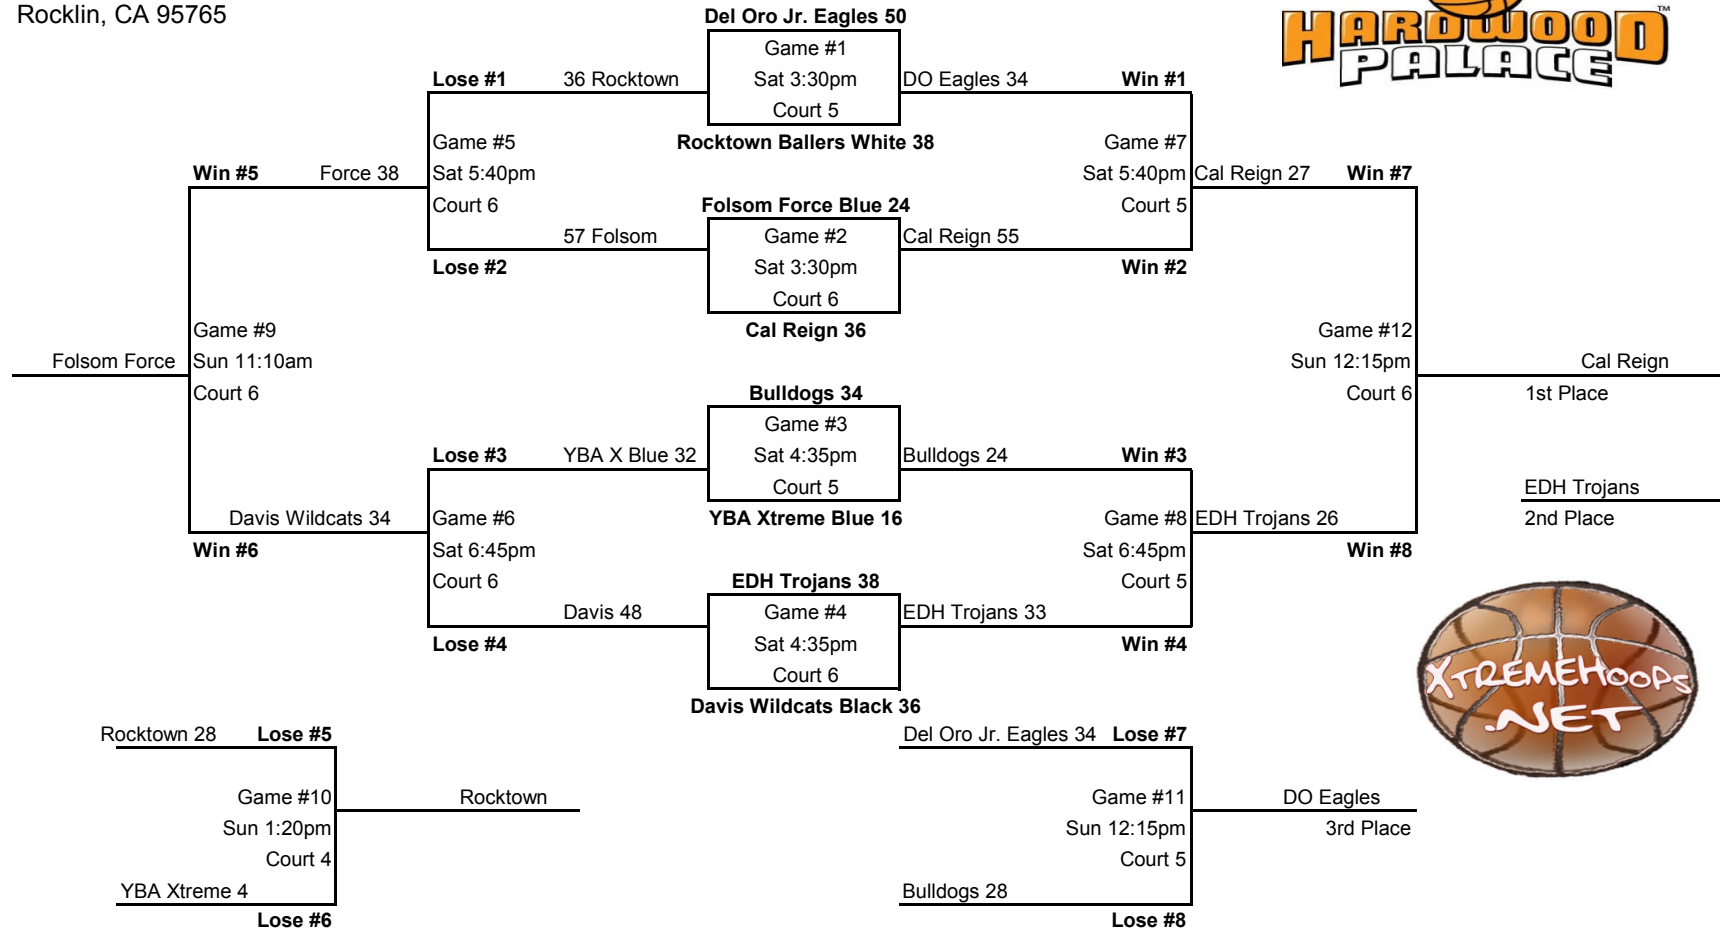 Rocklin, CA 95765
HARDWOOD PALACE™
Del Oro Jr. Eagles 50
Game #1
Lose #1 36 Rocktown Sat 3:30pm DO Eagles 34 Win #1
Court 5
Game #5 Rocktown Ballers White 38 Game #7
Win #5 Force 38 Sat 5:40pm Sat 5:40pm Cal Reign 27 Win #7
Court 6 Folsom Force Blue 24 Court 5
57 Folsom Game #2 Cal Reign 55
Lose #2 Sat 3:30pm Win #2
Court 6
Game #9 Cal Reign 36 Game #12
Folsom Force Sun 11:10am Sun 12:15pm Cal Reign
Court 6 Bulldogs 34 Court 6 1st Place
Game #3
Lose #3 YBA X Blue 32 Sat 4:35pm Bulldogs 24 Win #3
Court 5 EDH Trojans
Davis Wildcats 34 Game #6 YBA Xtreme Blue 16 Game #8 EDH Trojans 26 2nd Place
Win #6 Sat 6:45pm Sat 6:45pm Win #8
Court 6 EDH Trojans 38 Court 5
Davis 48 Game #4 EDH Trojans 33
Lose #4 Sat 4:35pm Win #4
Court 6
XTREMEHOOPS
.NET
Davis Wildcats Black 36
Rocktown 28 Lose #5 Del Oro Jr. Eagles 34 Lose #7
Game #10 Rocktown Game #11 DO Eagles
Sun 1:20pm Sun 12:15pm 3rd Place
Court 4 Court 5
YBA Xtreme 4 Bulldogs 28
Lose #6 Lose #8